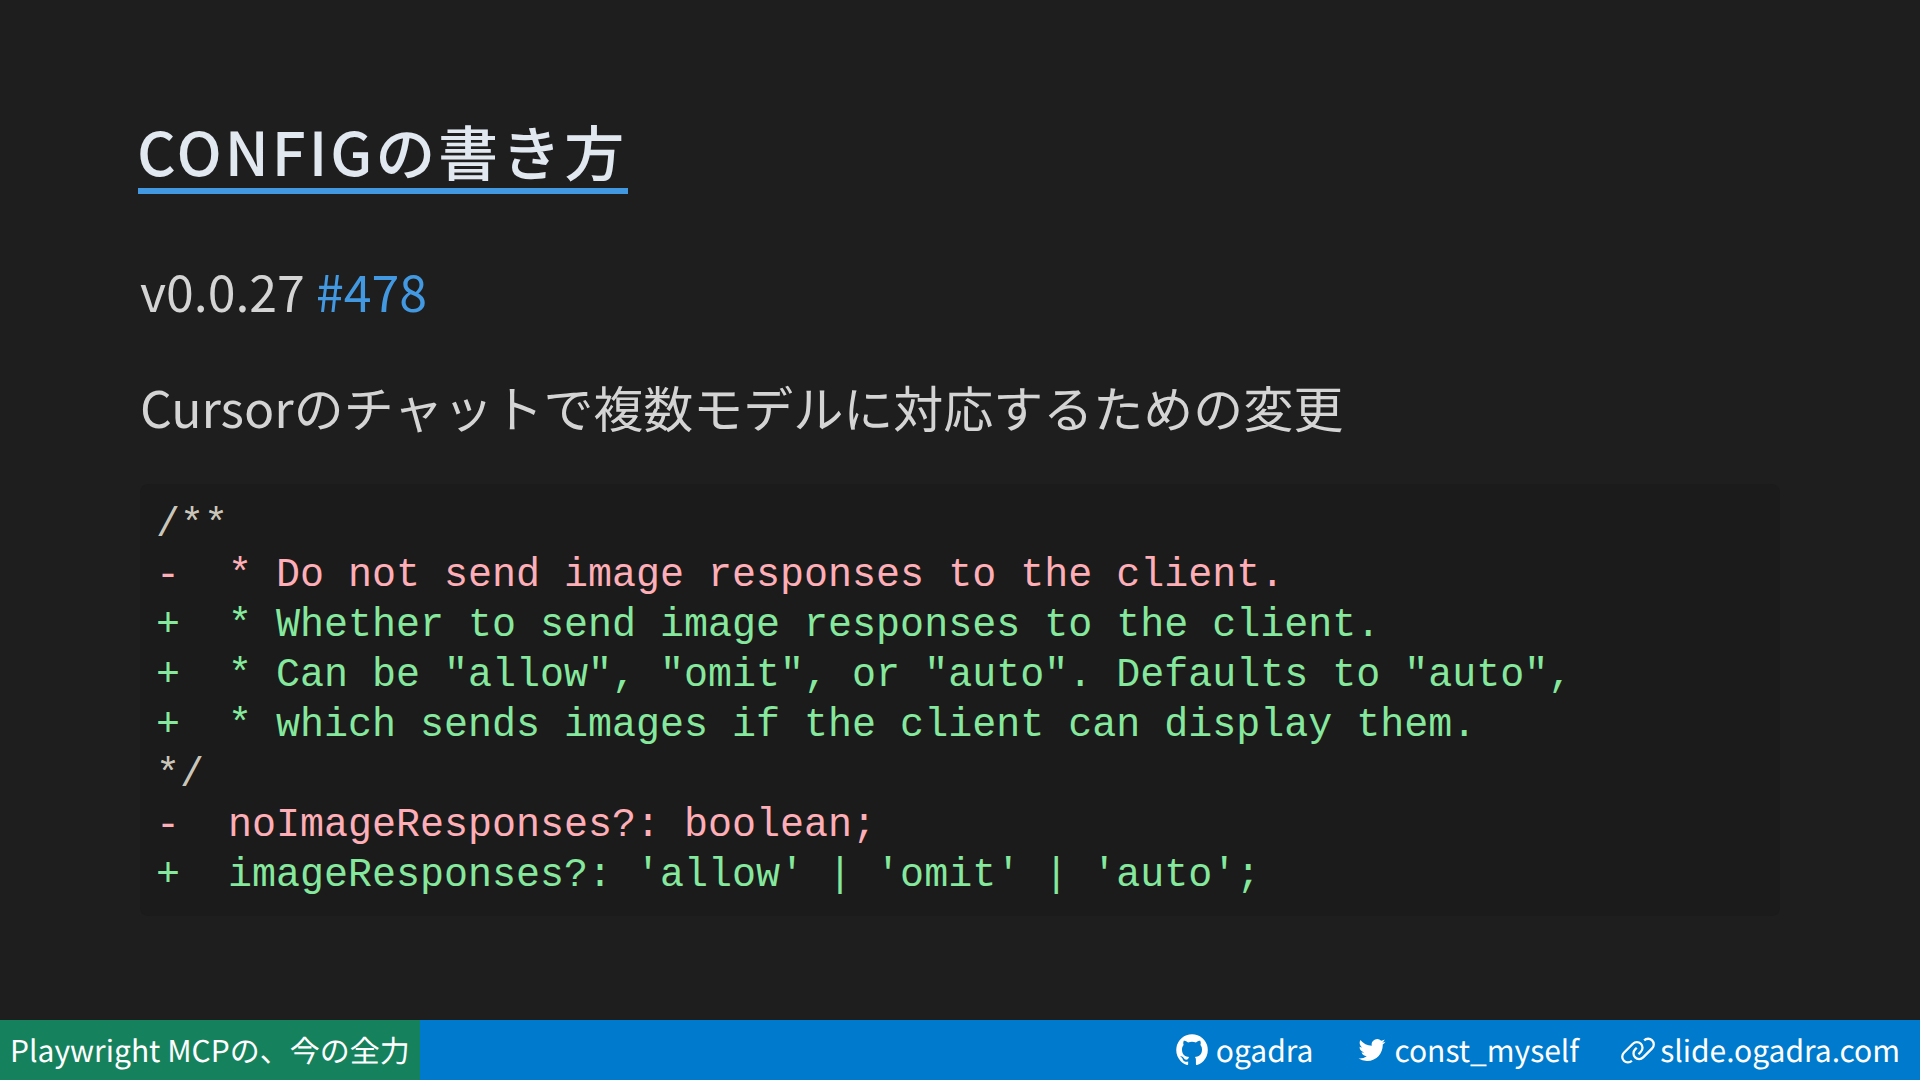 CONFIGの書き方
v0.0.27 #478
Cursorのチャットで複数モデルに対応するための変更
/**
-  * Do not send image responses to the client.
+  * Whether to send image responses to the client.
+  * Can be "allow", "omit", or "auto". Defaults to "auto",
+  * which sends images if the client can display them.
*/
-  noImageResponses?: boolean;
+  imageResponses?: 'allow' | 'omit' | 'auto';
Playwright MCPの、今の全力 ogadra const_myself slide.ogadra.com